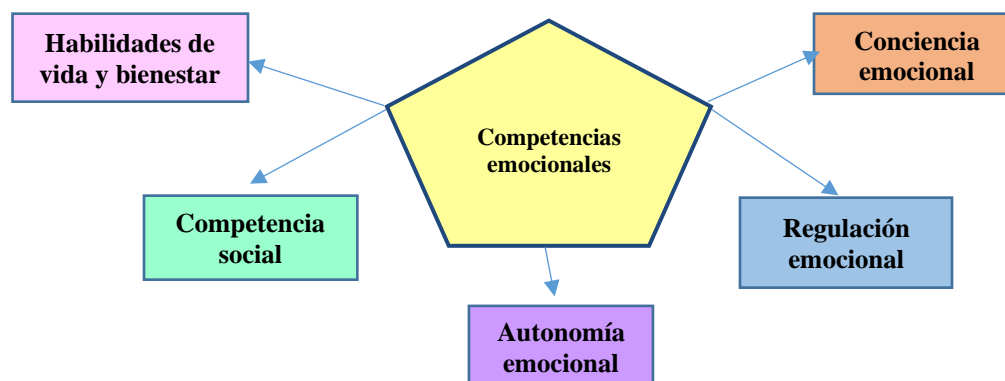 Habilidades de
vida y bienestar
Conciencia
emocional
Competencias
emocionales
Competencia
social
Regulación
emocional
Autonomía
emocional